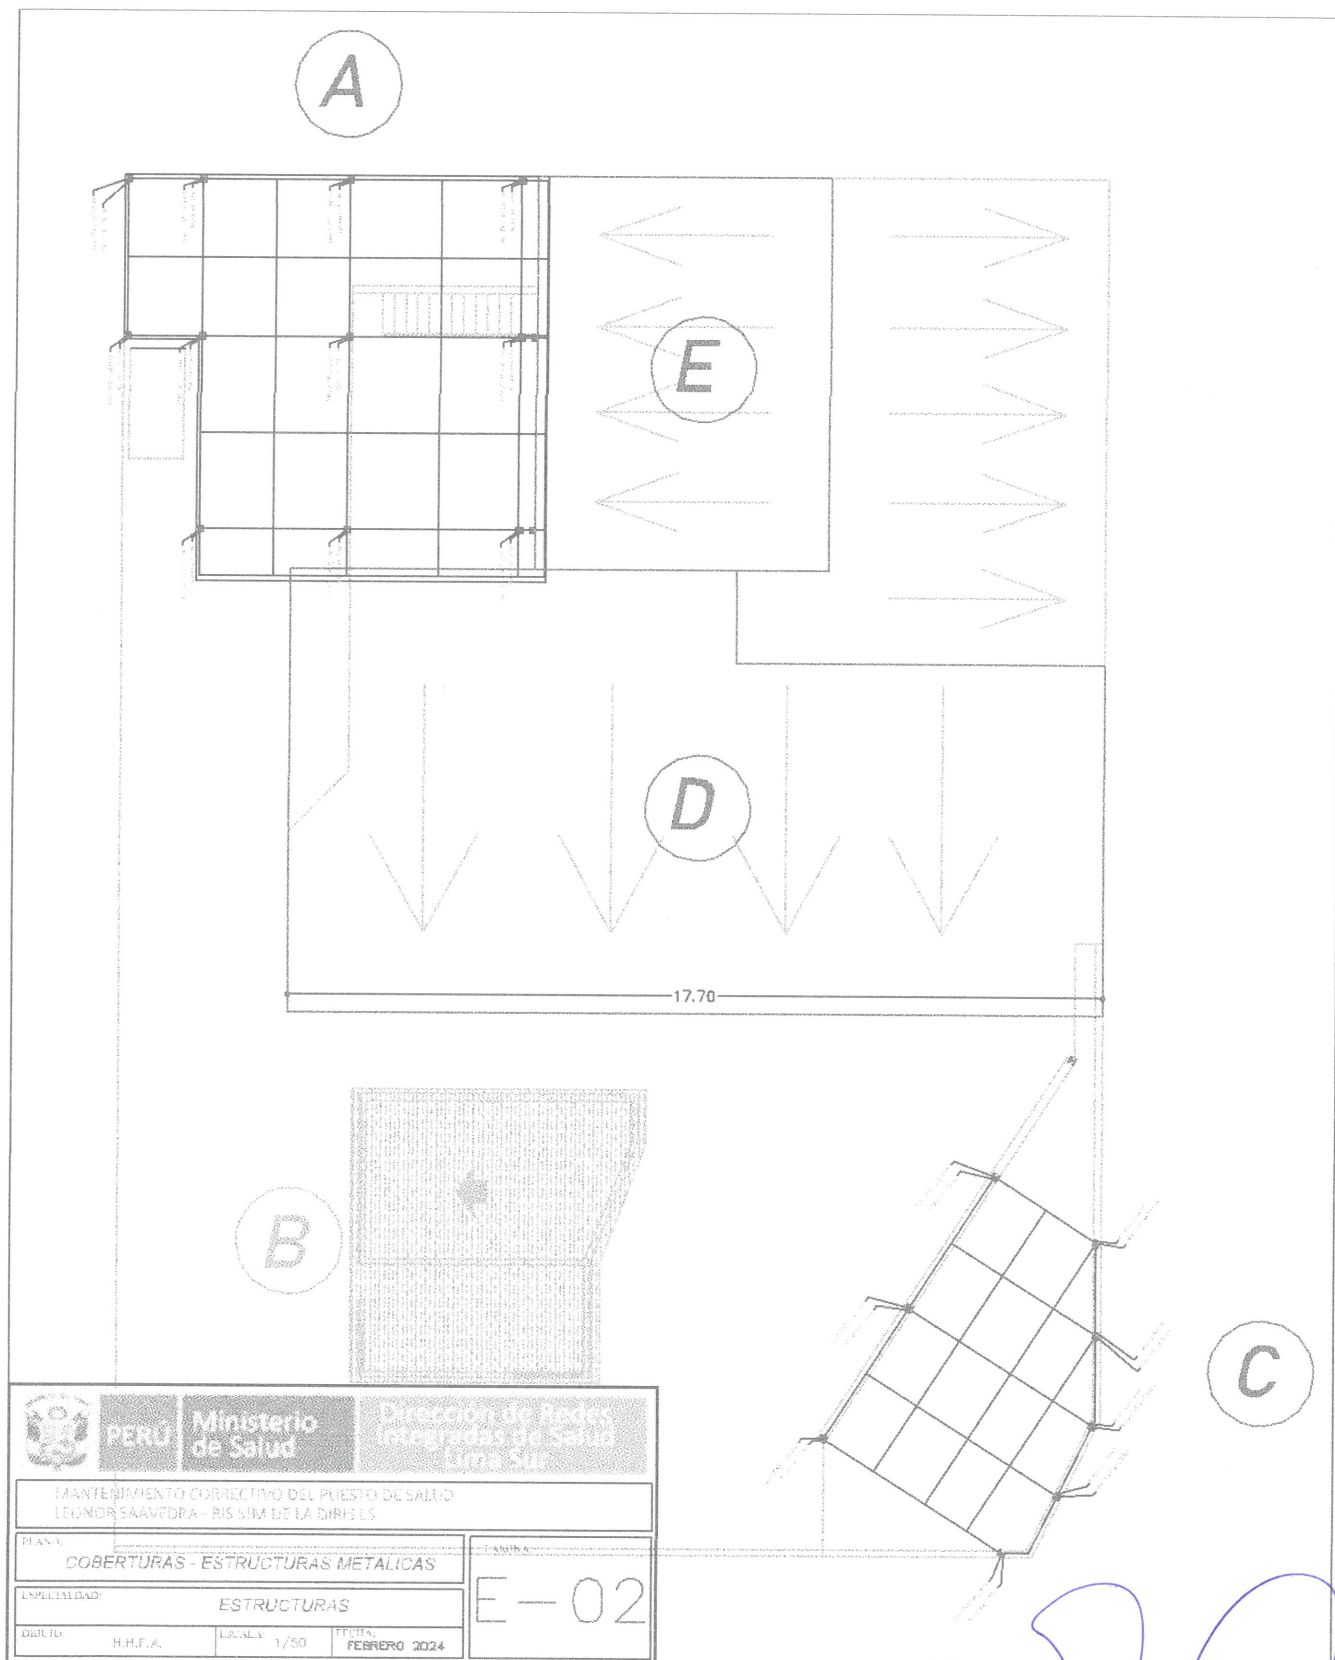 A
E
D
17.70
B
C
PERÚ
Ministerio
de Salud
Dirección de Redes
Integradas de Salud
Lima Sur
MANTENIMIENTO CORRECTIVO DEL PUESTO DE SALUD
LEONOR SAAVEDRA - RIS SJM DE LA DIRIS LS
PLANO:
COBERTURAS - ESTRUCTURAS METALICAS
LAMINA:
E-02
ESPECIALIDAD:
ESTRUCTURAS
DIBUJO:
H.H.F.A.
ESCALA:
1/50
FECHA:
FEBRERO 2024